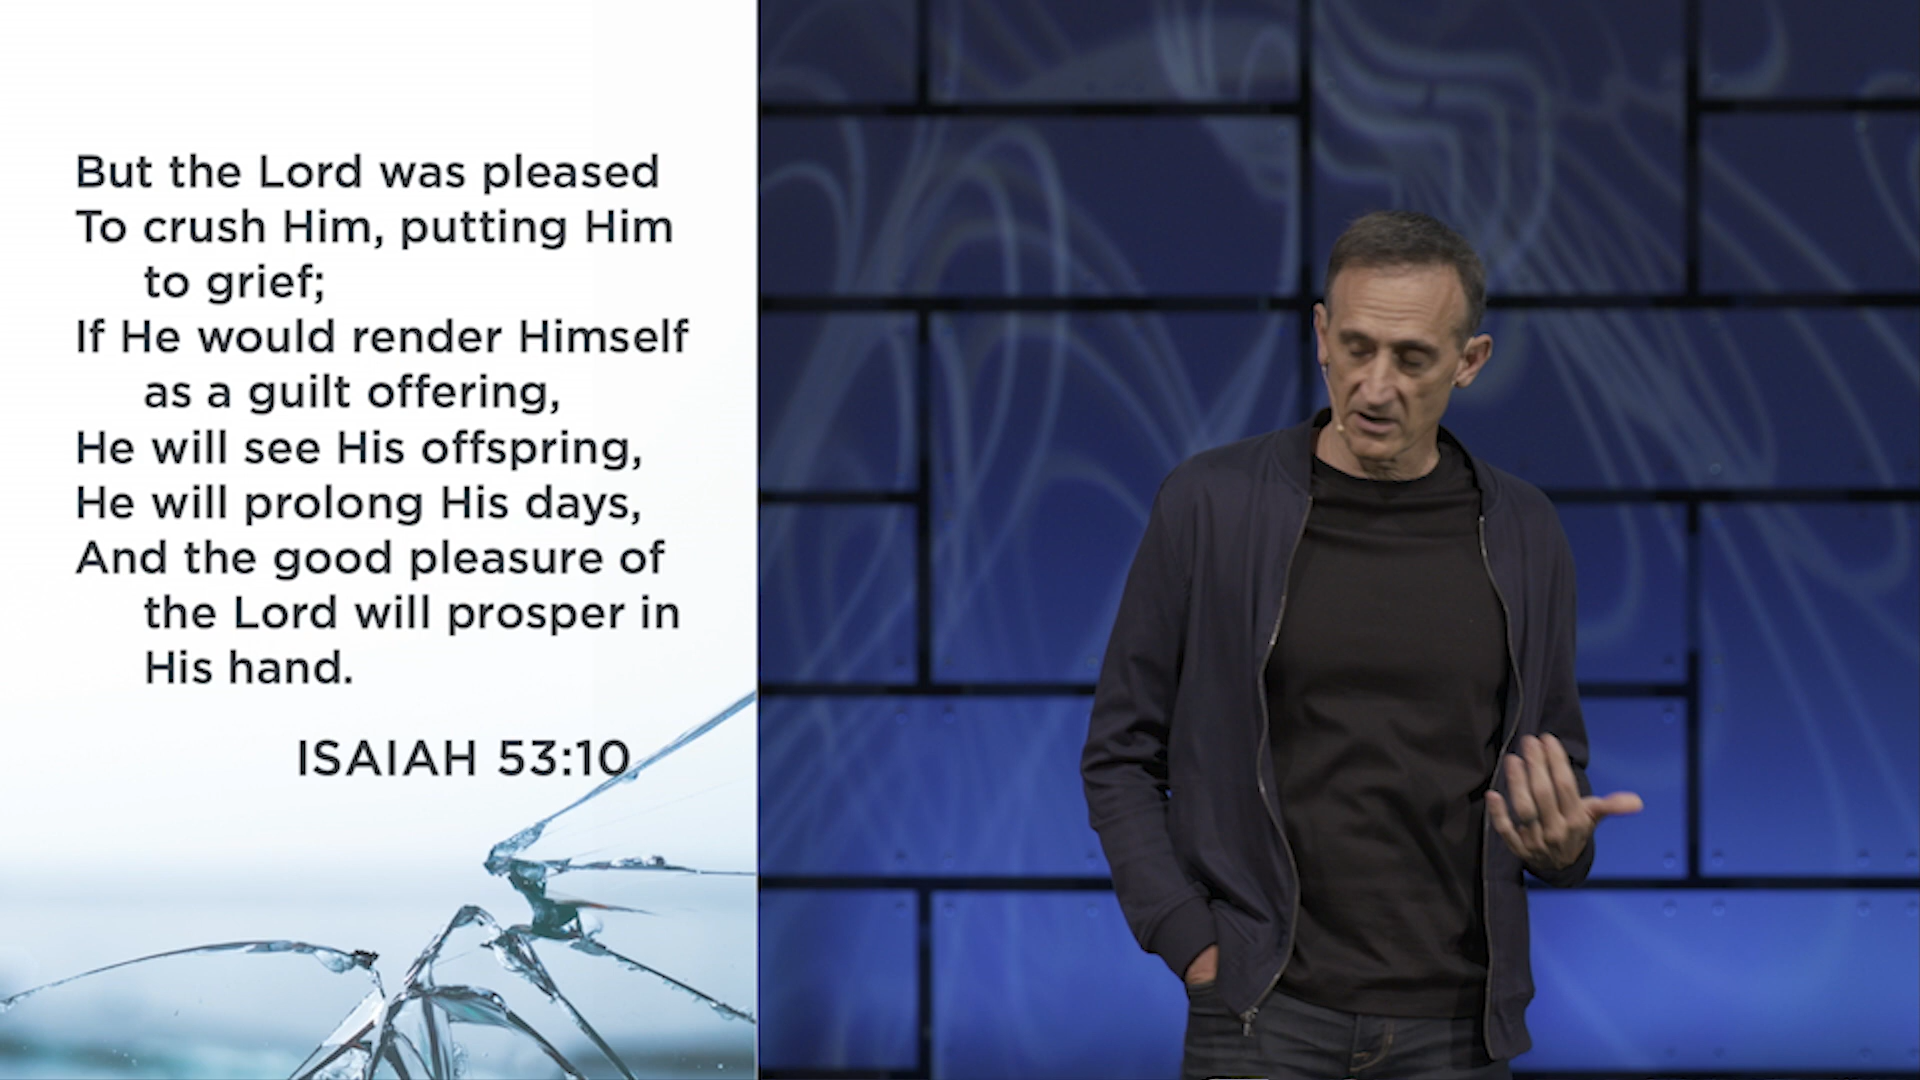 But the Lord was pleased
To crush Him, putting Him
to grief;
If He would render Himself
as a guilt offering,
He will see His offspring,
He will prolong His days,
And the good pleasure of
the Lord will prosper in
His hand.
ISAIAH 53:10